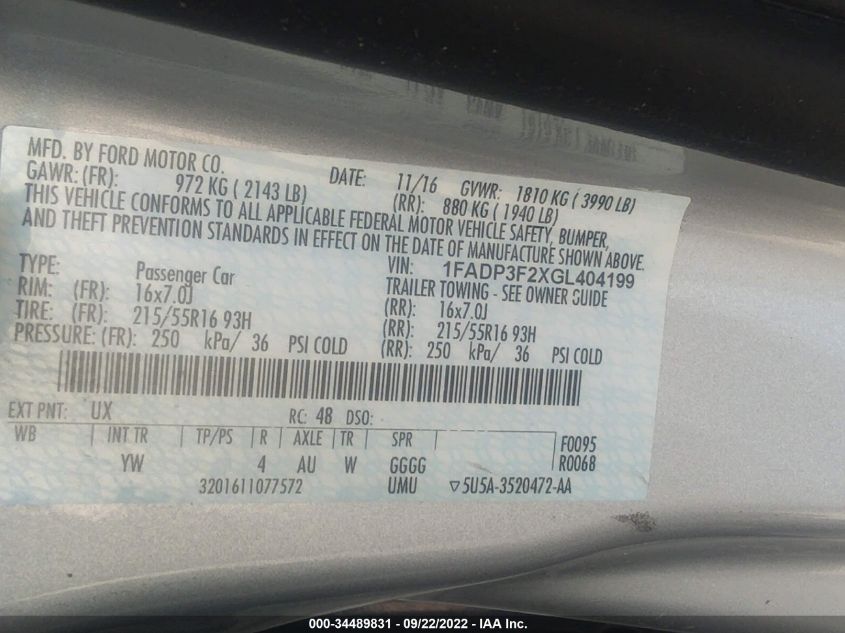 MFD. BY FORD MOTOR CO.
DATE: 11/16 GVWR: 1810 KG ( 3990 LB)
GAWR: (FR): 972 KG ( 2143 LB) (RR): 880 KG ( 1940 LB)
THIS VEHICLE CONFORMS TO ALL APPLICABLE FEDERAL MOTOR VEHICLE SAFETY, BUMPER,
AND THEFT PREVENTION STANDARDS IN EFFECT ON THE DATE OF MANUFACTURE SHOWN ABOVE.
VIN: 1FADP3F2XGL404199
TYPE: Passenger Car TRAILER TOWING - SEE OWNER GUIDE
RIM: (FR): 16x7.0J (RR): 16x7.0J
TIRE: (FR): 215/55R16 93H (RR): 215/55R16 93H
PRESSURE: (FR): 250 kPa/ 36 PSI COLD (RR): 250 kPa/ 36 PSI COLD
EXT PNT: UX RC: 48 DSO:
WB INT TR TP/PS R AXLE TR SPR F0095
YW 4 AU W GGGG R0068
3201611077572 UMU ▽5U5A-3520472-AA
000-34489831 - 09/22/2022 - IAA Inc.